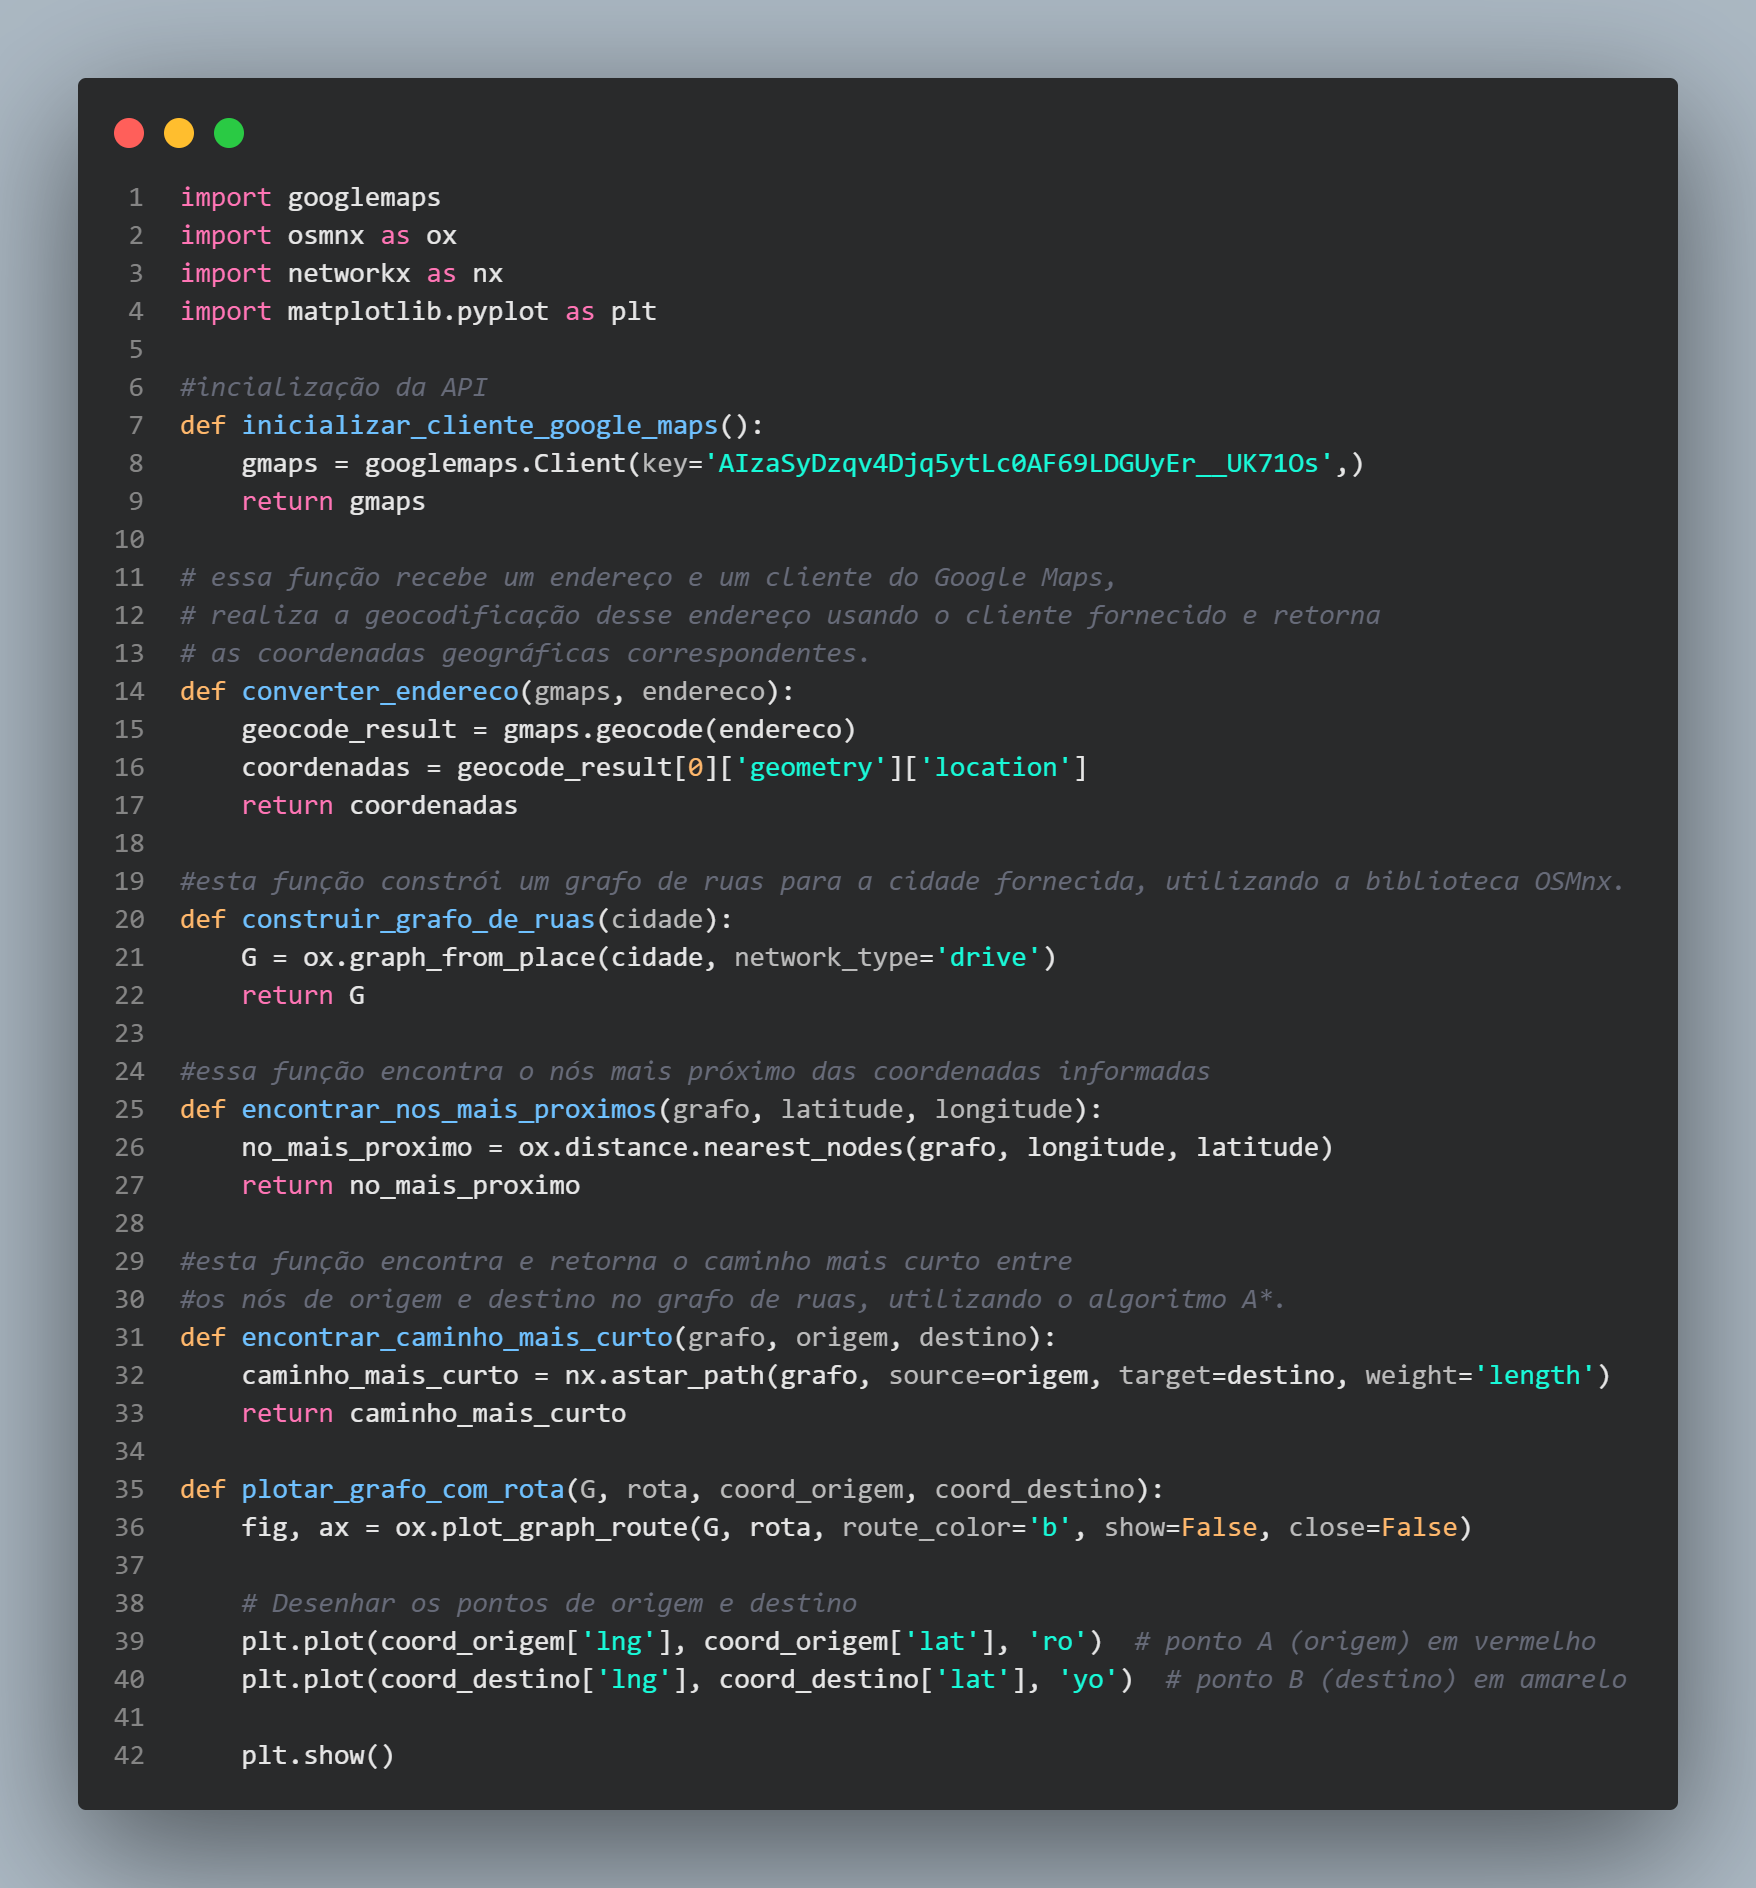 1 import googlemaps
2 import osmnx as ox
3 import networkx as nx
4 import matplotlib.pyplot as plt
5
6 #incialização da API
7 def inicializar_cliente_google_maps():
8     gmaps = googlemaps.Client(key='AIzaSyDzqv4Djq5ytLc0AF69LDGUyEr__UK71Os',)
9     return gmaps
10
11 # essa função recebe um endereço e um cliente do Google Maps,
12 # realiza a geocodificação desse endereço usando o cliente fornecido e retorna
13 # as coordenadas geográficas correspondentes.
14 def converter_endereco(gmaps, endereco):
15     geocode_result = gmaps.geocode(endereco)
16     coordenadas = geocode_result[0]['geometry']['location']
17     return coordenadas
18
19 #esta função constrói um grafo de ruas para a cidade fornecida, utilizando a biblioteca OSMnx.
20 def construir_grafo_de_ruas(cidade):
21     G = ox.graph_from_place(cidade, network_type='drive')
22     return G
23
24 #essa função encontra o nós mais próximo das coordenadas informadas
25 def encontrar_nos_mais_proximos(grafo, latitude, longitude):
26     no_mais_proximo = ox.distance.nearest_nodes(grafo, longitude, latitude)
27     return no_mais_proximo
28
29 #esta função encontra e retorna o caminho mais curto entre
30 #os nós de origem e destino no grafo de ruas, utilizando o algoritmo A*.
31 def encontrar_caminho_mais_curto(grafo, origem, destino):
32     caminho_mais_curto = nx.astar_path(grafo, source=origem, target=destino, weight='length')
33     return caminho_mais_curto
34
35 def plotar_grafo_com_rota(G, rota, coord_origem, coord_destino):
36     fig, ax = ox.plot_graph_route(G, rota, route_color='b', show=False, close=False)
37
38     # Desenhar os pontos de origem e destino
39     plt.plot(coord_origem['lng'], coord_origem['lat'], 'ro')  # ponto A (origem) em vermelho
40     plt.plot(coord_destino['lng'], coord_destino['lat'], 'yo')  # ponto B (destino) em amarelo
41
42     plt.show()